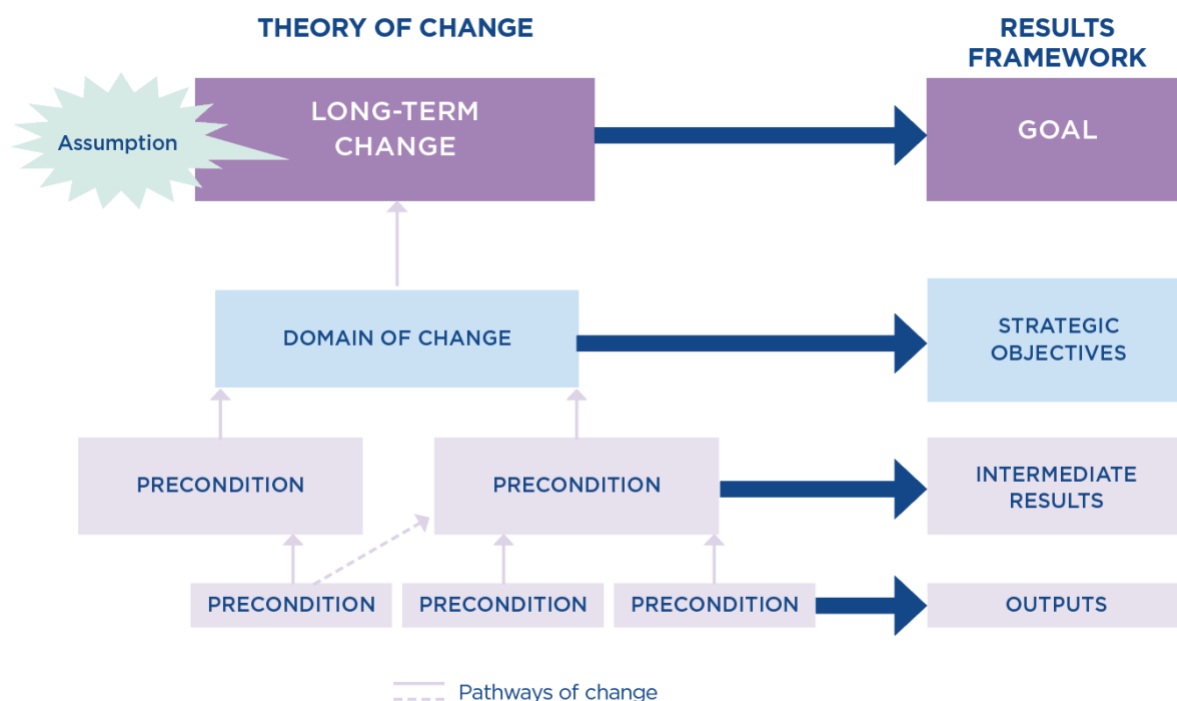 THEORY OF CHANGE
RESULTS
FRAMEWORK
Assumption
LONG-TERM
CHANGE
GOAL
DOMAIN OF CHANGE
STRATEGIC
OBJECTIVES
PRECONDITION
PRECONDITION
INTERMEDIATE
RESULTS
PRECONDITION
PRECONDITION
PRECONDITION
OUTPUTS
Pathways of change